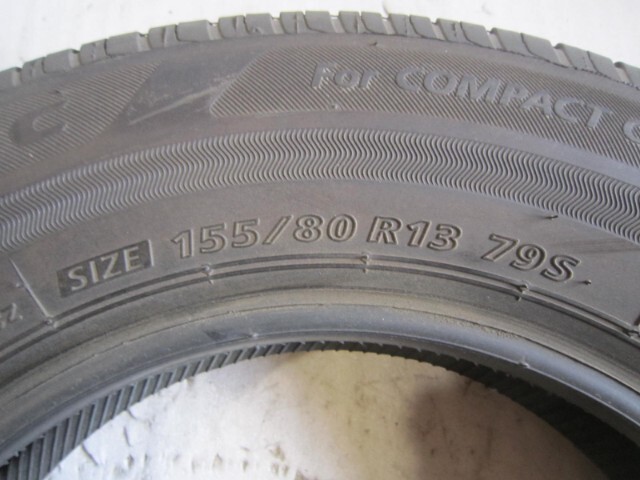 C
For COMPACT C
SIZE 155/80 R13 79S